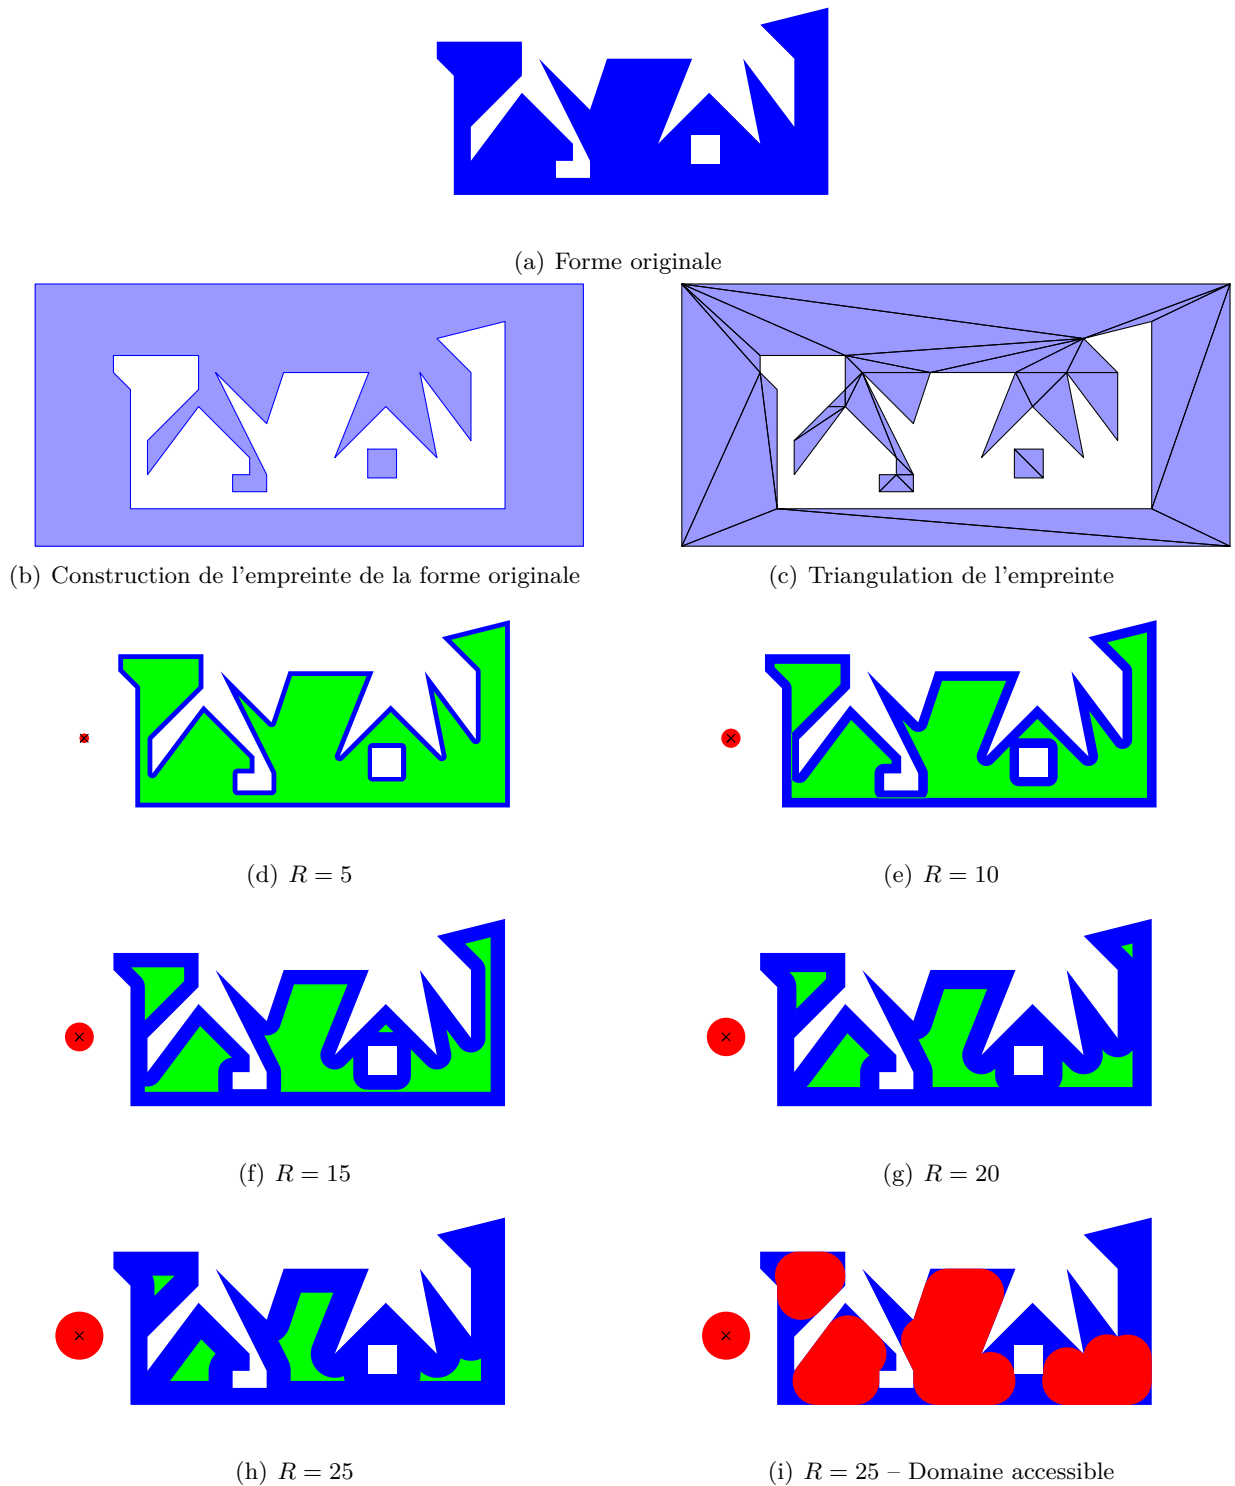 (a) Forme originale
(b) Construction de l'empreinte de la forme originale
(c) Triangulation de l'empreinte
(d) R = 5
(e) R = 10
(f) R = 15
(g) R = 20
(h) R = 25
(i) R = 25 – Domaine accessible